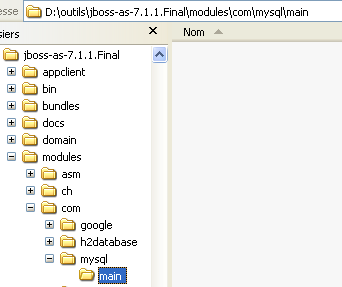 esse D:\outils\jboss-as-7.1.1.Final\modules\com\mysql\main
siers
Nom
jboss-as-7.1.1.Final
appclient
bin
bundles
docs
domain
modules
asm
ch
com
google
h2database
mysql
main